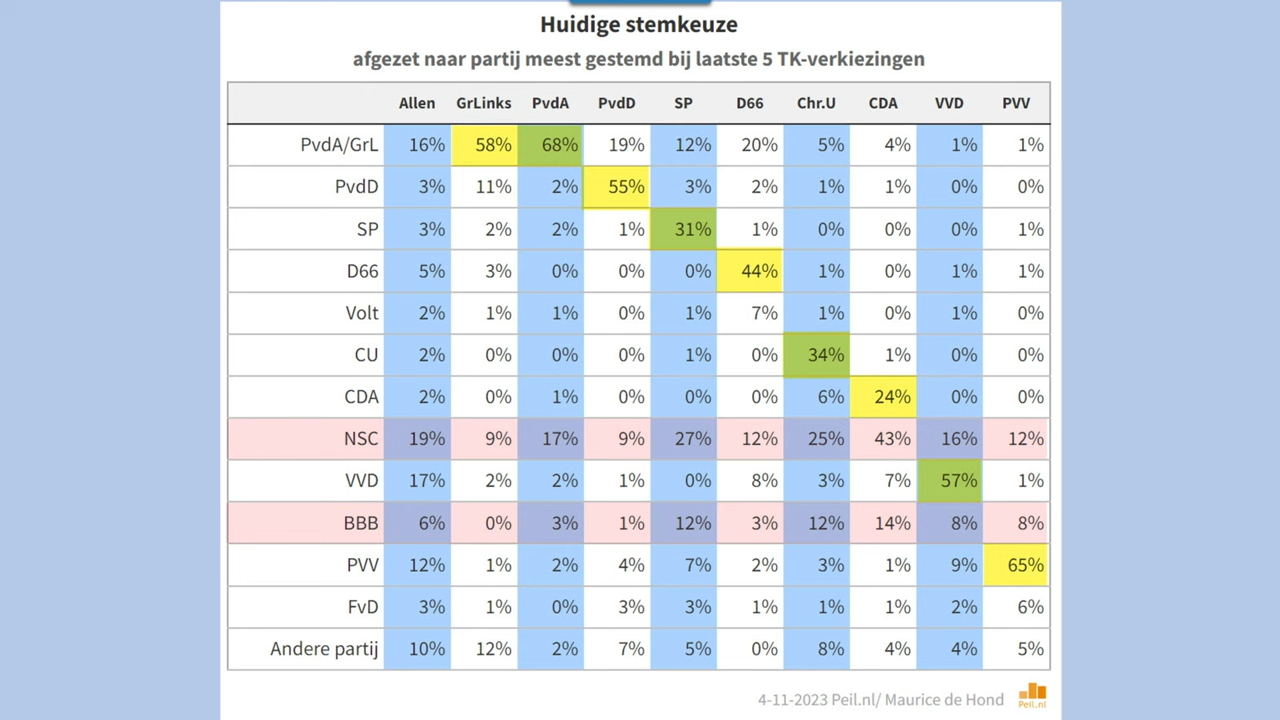 Huidige stemkeuze
afgezet naar partij meest gestemd bij laatste 5 TK-verkiezingen
Allen GrLinks PvdA PvdD SP D66 Chr.U CDA VVD PVV
PvdA/GrL 16% 58% 68% 19% 12% 20% 5% 4% 1% 1%
PvdD 3% 11% 2% 55% 3% 2% 1% 1% 0% 0%
SP 3% 2% 2% 1% 31% 1% 0% 0% 0% 1%
D66 5% 3% 0% 0% 0% 44% 1% 0% 1% 1%
Volt 2% 1% 1% 0% 1% 7% 1% 0% 1% 0%
CU 2% 0% 0% 0% 1% 0% 34% 1% 0% 0%
CDA 2% 0% 1% 0% 0% 0% 6% 24% 0% 0%
NSC 19% 9% 17% 9% 27% 12% 25% 43% 16% 12%
VVD 17% 2% 2% 1% 0% 8% 3% 7% 57% 1%
BBB 6% 0% 3% 1% 12% 3% 12% 14% 8% 8%
PVV 12% 1% 2% 4% 7% 2% 3% 1% 9% 65%
FvD 3% 1% 0% 3% 3% 1% 1% 1% 2% 6%
Andere partij 10% 12% 2% 7% 5% 0% 8% 4% 4% 5%
4-11-2023 Peil.nl/ Maurice de Hond
Peil.nl